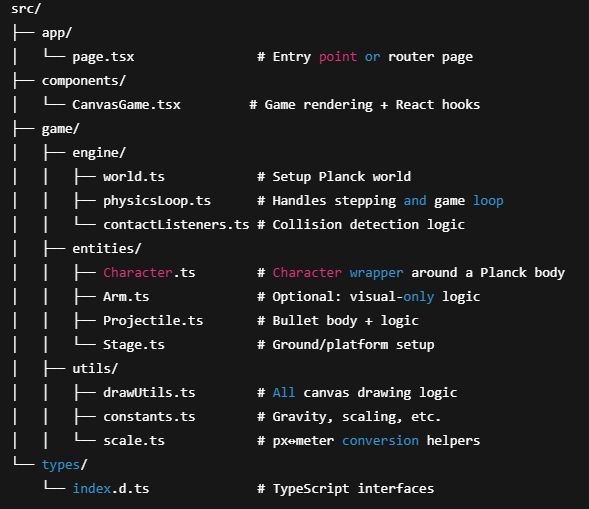 src/
├── app/
│   └── page.tsx                # Entry point or router page
├── components/
│   └── CanvasGame.tsx         # Game rendering + React hooks
├── game/
│   ├── engine/
│   │   ├── world.ts            # Setup Planck world
│   │   ├── physicsLoop.ts      # Handles stepping and game loop
│   │   └── contactListeners.ts # Collision detection logic
│   ├── entities/
│   │   ├── Character.ts        # Character wrapper around a Planck body
│   │   ├── Arm.ts              # Optional: visual-only logic
│   │   ├── Projectile.ts       # Bullet body + logic
│   │   └── Stage.ts            # Ground/platform setup
│   ├── utils/
│   │   ├── drawUtils.ts        # All canvas drawing logic
│   │   ├── constants.ts        # Gravity, scaling, etc.
│   │   └── scale.ts            # px↔meter conversion helpers
└── types/
    └── index.d.ts              # TypeScript interfaces